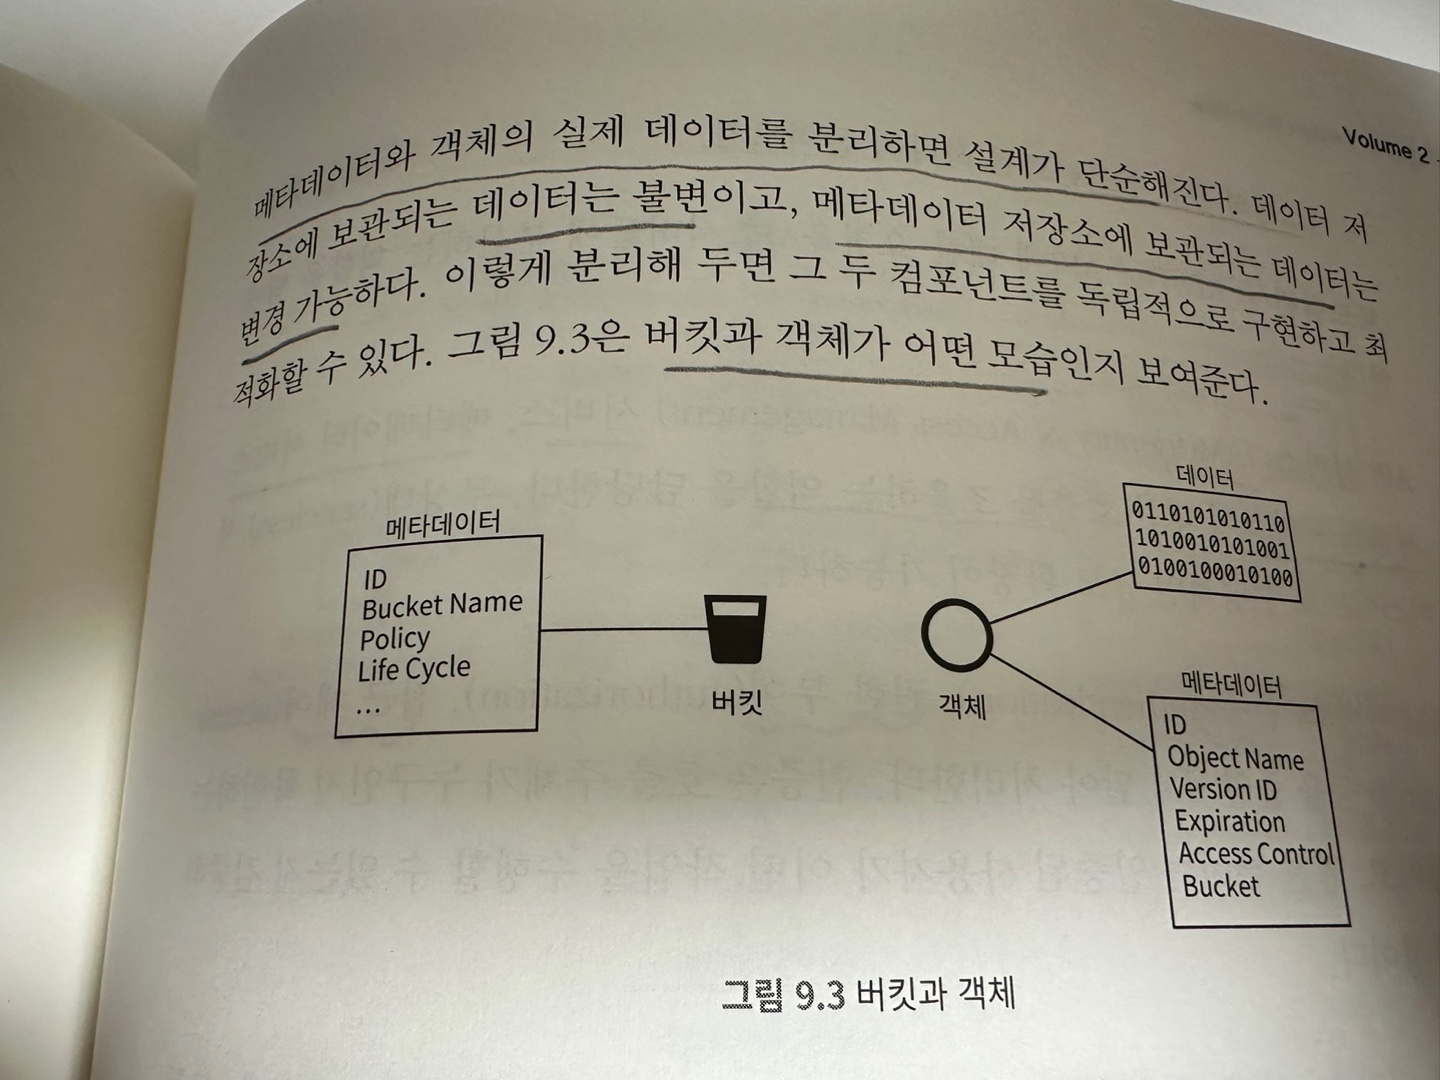 Volume 2
메타데이터와 객체의 실제 데이터를 분리하면 설계가 단순해진다. 데이터 저
장소에 보관되는 데이터는 불변이고, 메타데이터 저장소에 보관되는 데이터는
변경 가능하다. 이렇게 분리해 두면 그 두 컴포넌트를 독립적으로 구현하고 최
적화할 수 있다. 그림 9.3은 버킷과 객체가 어떤 모습인지 보여준다.
메타데이터
ID
Bucket Name
Policy
Life Cycle
...
버킷
객체
데이터
0110101010110
1010010101001
0100100010100
메타데이터
ID
Object Name
Version ID
Expiration
Access Control
Bucket
그림 9.3 버킷과 객체